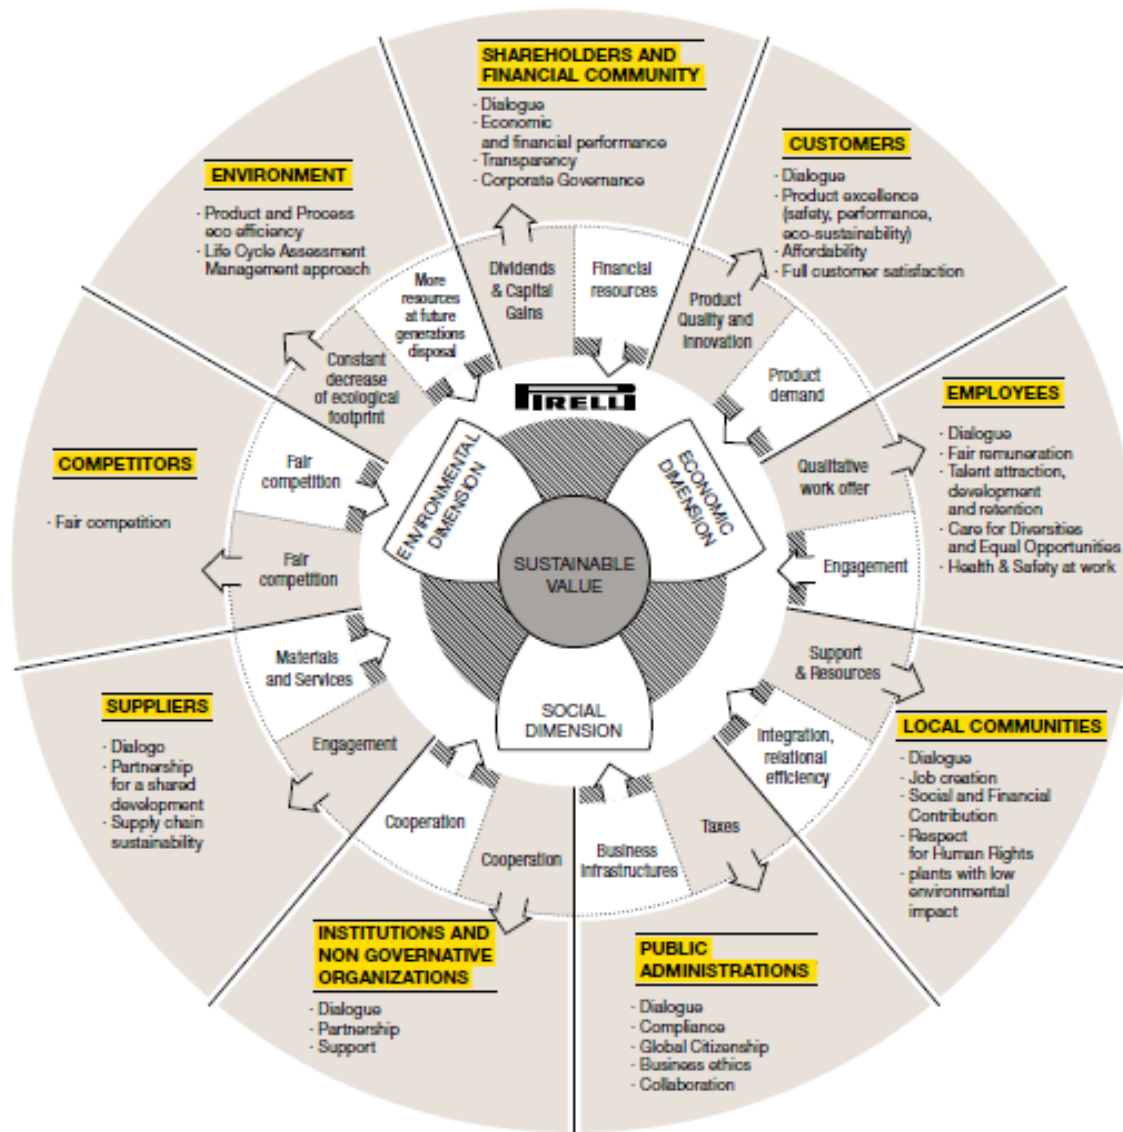 SHAREHOLDERS AND
FINANCIAL COMMUNITY
- Dialogue
- Economic
and financial performance
- Transparency
- Corporate Governance
CUSTOMERS
- Dialogue
- Product excellence
(safety, performance,
eco-sustainability)
- Affordability
- Full customer satisfaction
EMPLOYEES
- Dialogue
- Fair remuneration
- Talent attraction,
development
and retention
- Care for Diversities
and Equal Opportunities
- Health & Safety at work
LOCAL COMMUNITIES
- Dialogue
- Job creation
- Social and Financial
Contribution
- Respect
for Human Rights
- plants with low
environmental
impact
PUBLIC
ADMINISTRATIONS
- Dialogue
- Compliance
- Global Citizenship
- Business ethics
- Collaboration
INSTITUTIONS AND
NON GOVERNATIVE
ORGANIZATIONS
- Dialogue
- Partnership
- Support
SUPPLIERS
- Dialogo
- Partnership
for a shared
development
- Supply chain
sustainability
COMPETITORS
- Fair competition
ENVIRONMENT
- Product and Process
eco efficiency
- Life Cycle Assessment
Management approach
Dividends
& Capital
Gains
Financial
resources
Product
Quality and
Innovation
Product
demand
Qualitative
work offer
Engagement
Support
& Resources
Integration,
relational
efficiency
Taxes
Business
Infrastructures
Cooperation
Cooperation
Engagement
Materials
and Services
Fair
competition
Fair
competition
Constant
decrease
of ecological
footprint
More
resources
at future
generations
disposal
PIRELLI
ENVIRONMENTAL
DIMENSION
ECONOMIC
DIMENSION
SUSTAINABLE
VALUE
SOCIAL
DIMENSION